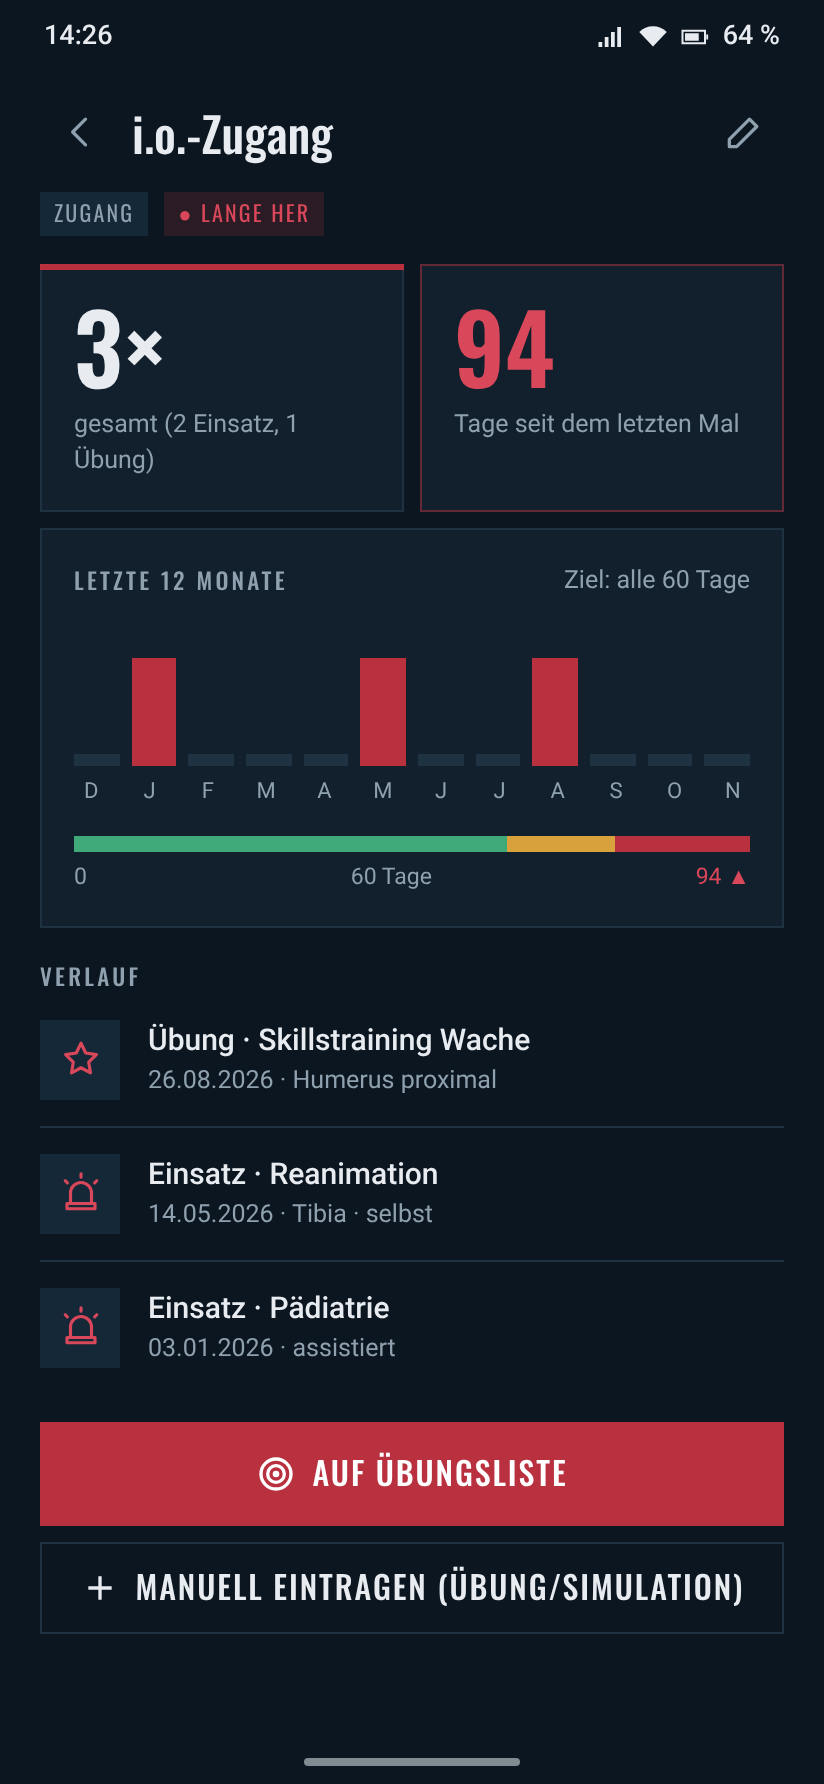 14:26
64 %
i.o.-Zugang
ZUGANG
● LANGE HER
3×
gesamt (2 Einsatz, 1
Übung)
94
Tage seit dem letzten Mal
LETZTE 12 MONATE
Ziel: alle 60 Tage
D J F M A M J J A S O N
0 60 Tage 94 ▲
VERLAUF
Übung · Skillstraining Wache
26.08.2026 · Humerus proximal
Einsatz · Reanimation
14.05.2026 · Tibia · selbst
Einsatz · Pädiatrie
03.01.2026 · assistiert
AUF ÜBUNGSLISTE
+ MANUELL EINTRAGEN (ÜBUNG/SIMULATION)